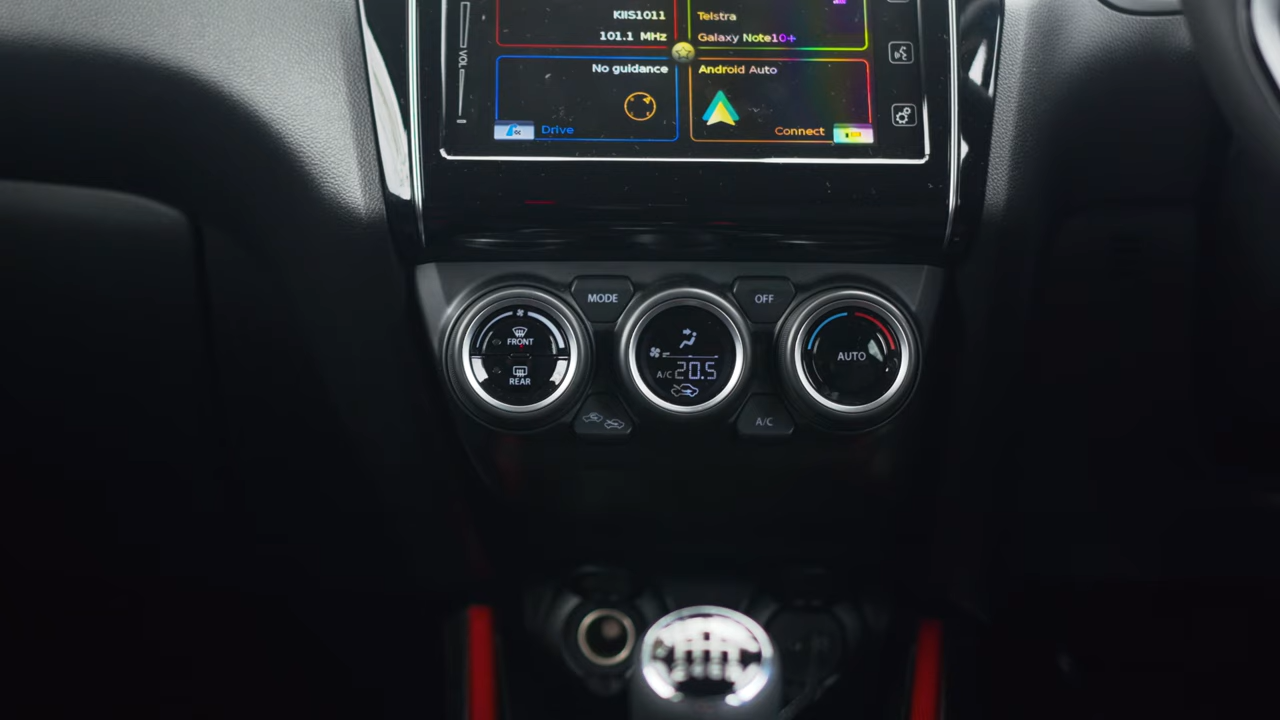 KIIS1011
101.1 MHz
Telstra
Galaxy Note10+
VOL
No guidance
Android Auto
Drive
Connect
MODE
OFF
FRONT
REAR
A/C 20.5
AUTO
A/C